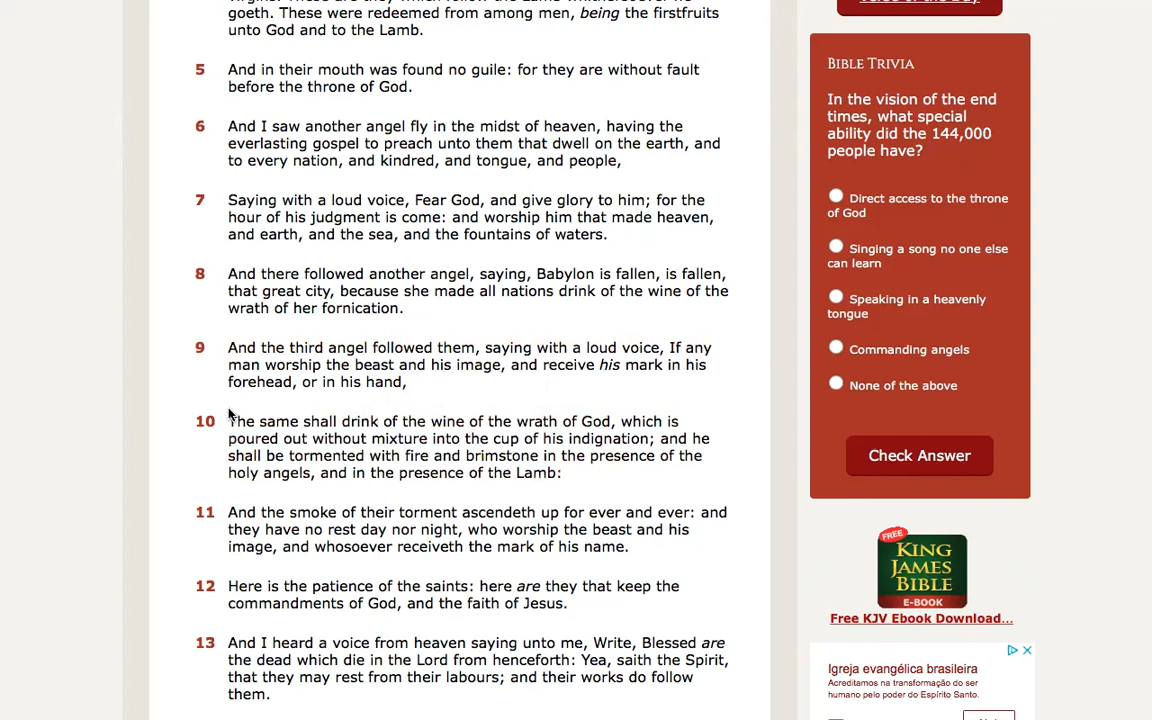 goeth. These were redeemed from among men, being the firstfruits
unto God and to the Lamb.
5 And in their mouth was found no guile: for they are without fault
before the throne of God.
6 And I saw another angel fly in the midst of heaven, having the
everlasting gospel to preach unto them that dwell on the earth, and
to every nation, and kindred, and tongue, and people,
7 Saying with a loud voice, Fear God, and give glory to him; for the
hour of his judgment is come: and worship him that made heaven,
and earth, and the sea, and the fountains of waters.
8 And there followed another angel, saying, Babylon is fallen, is fallen,
that great city, because she made all nations drink of the wine of the
wrath of her fornication.
9 And the third angel followed them, saying with a loud voice, If any
man worship the beast and his image, and receive his mark in his
forehead, or in his hand,
10 The same shall drink of the wine of the wrath of God, which is
poured out without mixture into the cup of his indignation; and he
shall be tormented with fire and brimstone in the presence of the
holy angels, and in the presence of the Lamb:
11 And the smoke of their torment ascendeth up for ever and ever: and
they have no rest day nor night, who worship the beast and his
image, and whosoever receiveth the mark of his name.
12 Here is the patience of the saints: here are they that keep the
commandments of God, and the faith of Jesus.
13 And I heard a voice from heaven saying unto me, Write, Blessed are
the dead which die in the Lord from henceforth: Yea, saith the Spirit,
that they may rest from their labours; and their works do follow
them.
BIBLE TRIVIA
In the vision of the end
times, what special
ability did the 144,000
people have?
Direct access to the throne
of God
Singing a song no one else
can learn
Speaking in a heavenly
tongue
Commanding angels
None of the above
Check Answer
FREE
KING
JAMES
BIBLE
E-BOOK
Free KJV Ebook Download...
Igreja evangélica brasileira
Acreditamos na transformação do ser
humano pelo poder do Espírito Santo.